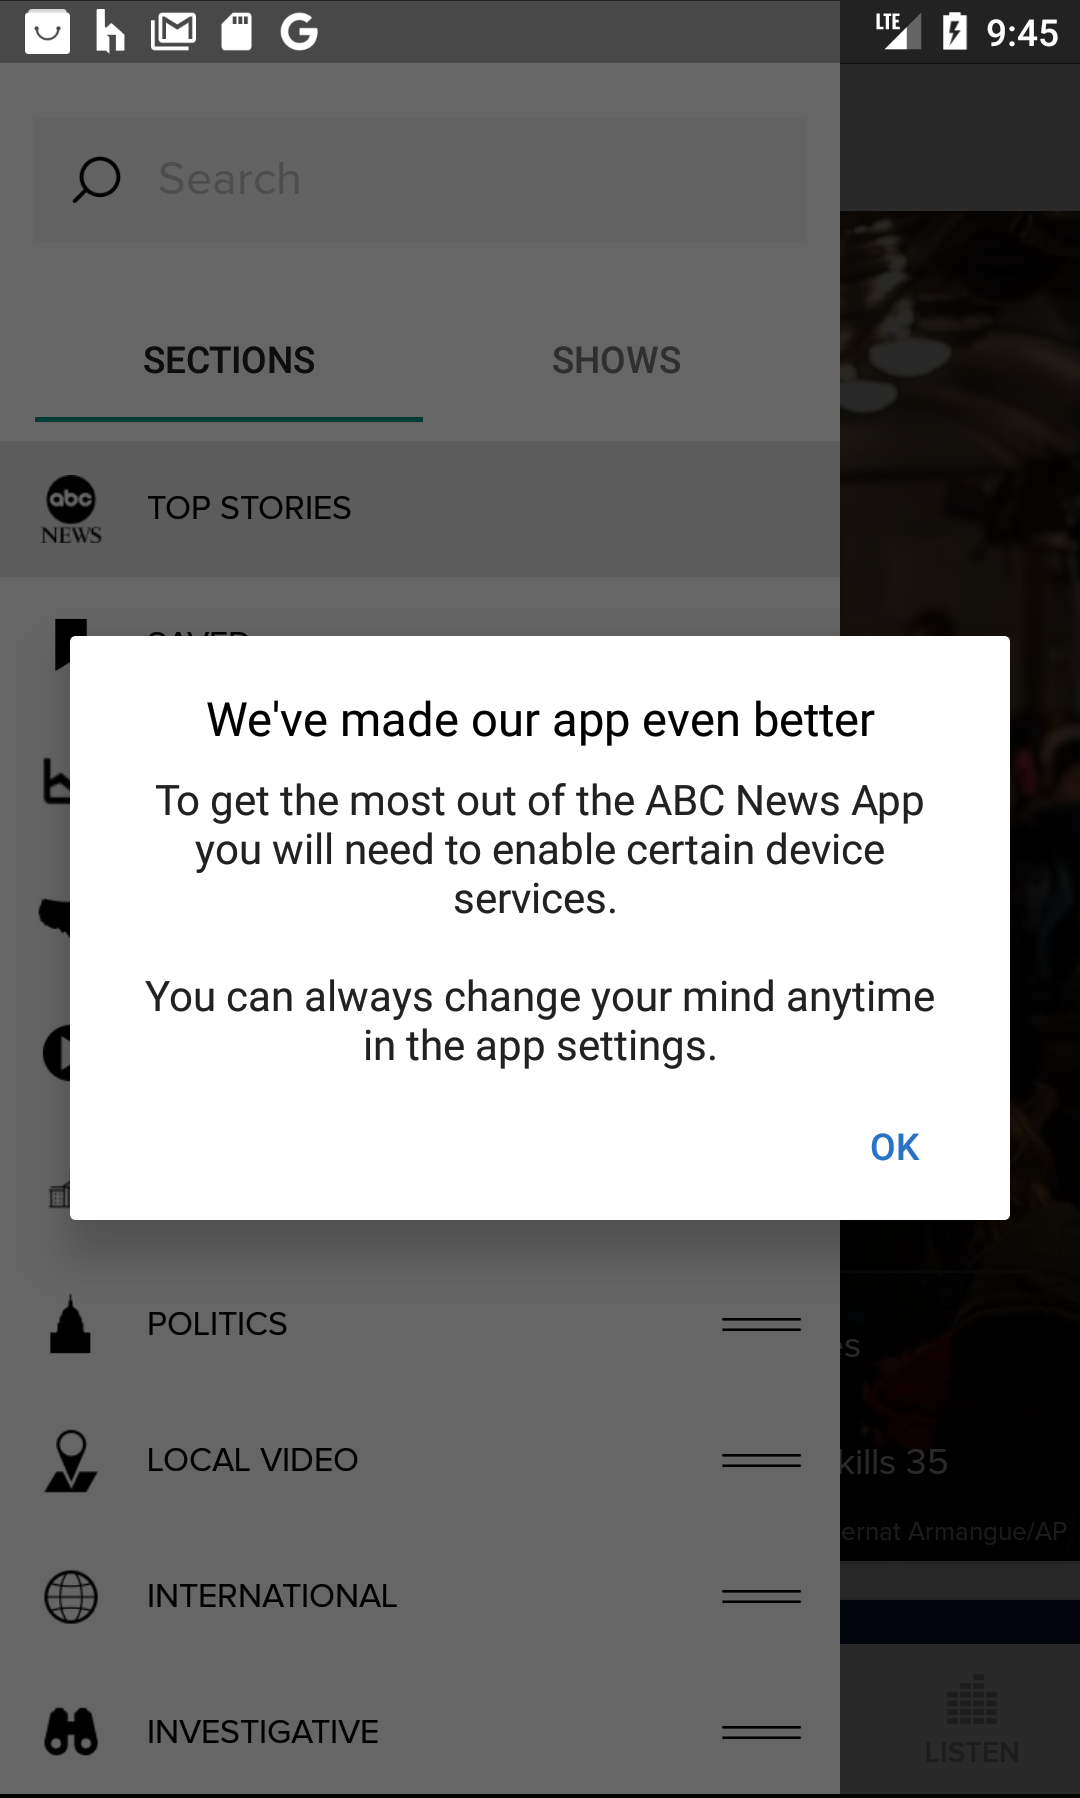 LTE 9:45
Search
SECTIONS SHOWS
abc
NEWS
TOP STORIES
SAVED
We've made our app even better
To get the most out of the ABC News App
you will need to enable certain device
services.
You can always change your mind anytime
in the app settings.
OK
POLITICS
LOCAL VIDEO
kills 35
Armangue/AP
INTERNATIONAL
INVESTIGATIVE
LISTEN